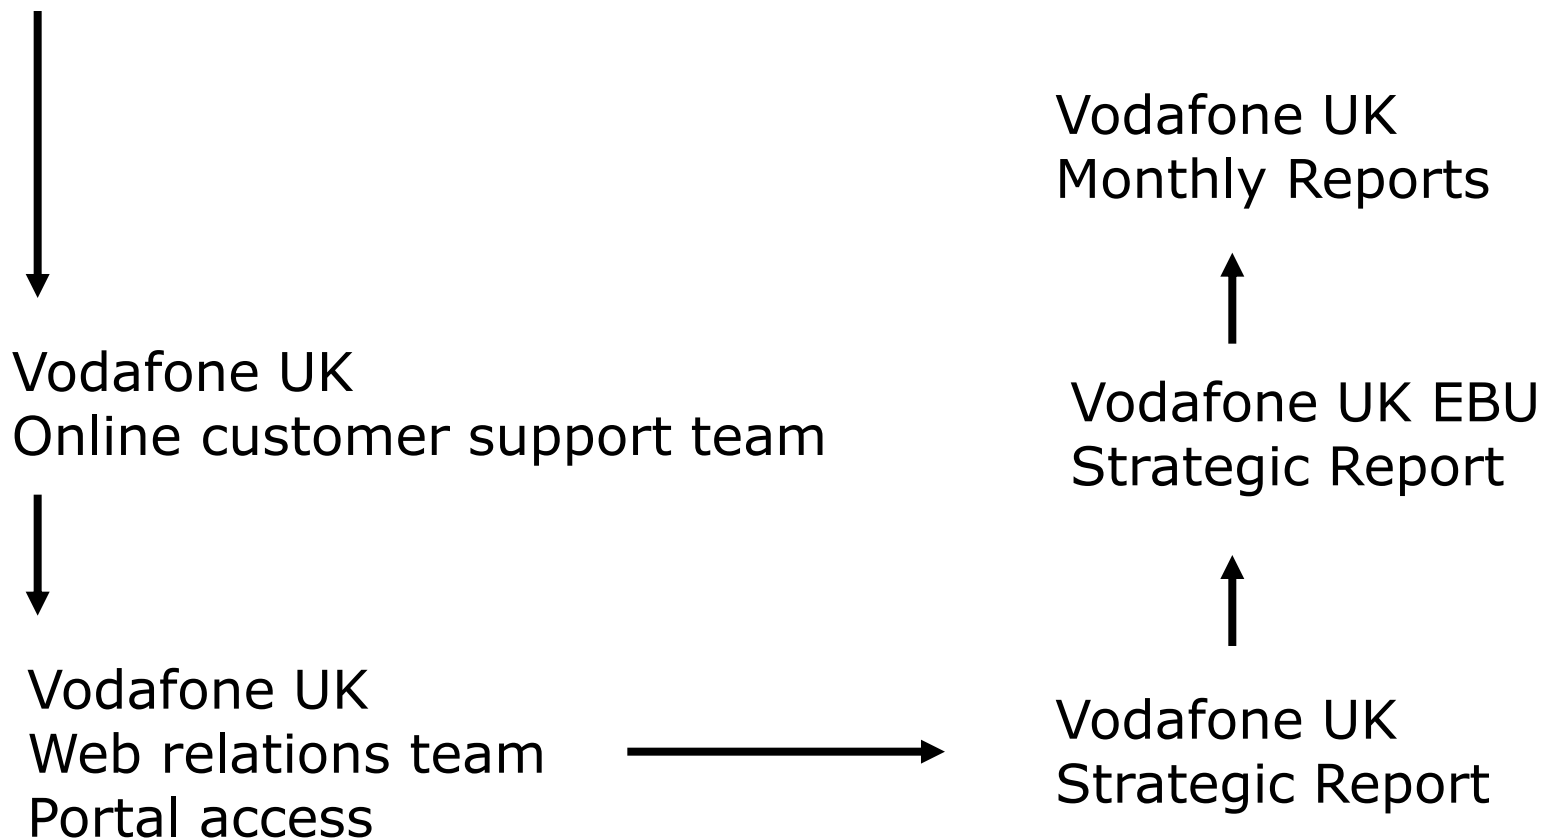 Vodafone UK
Monthly Reports
Vodafone UK
Online customer support team
Vodafone UK EBU
Strategic Report
Vodafone UK
Web relations team
Portal access
Vodafone UK
Strategic Report